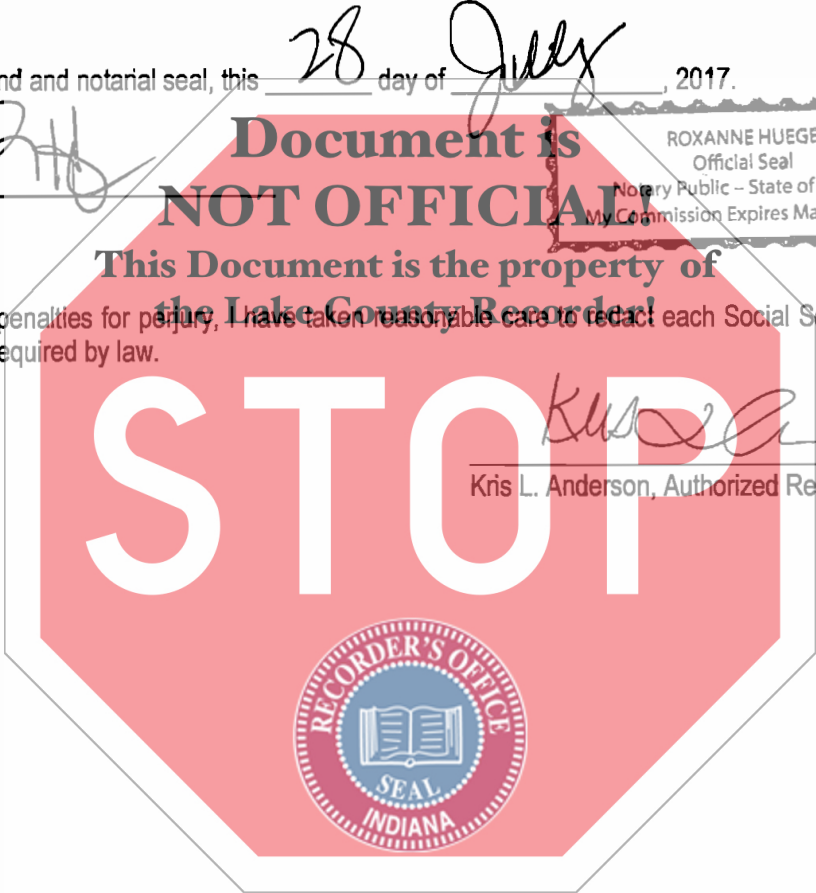 nd and notarial seal, this 28 day of July, 2017.
Document is
NOT OFFICIAL!
This Document is the property of
the Lake County Recorder!
ROXANNE HUEGE
Official Seal
Notary Public – State of
My Commission Expires Ma
penalties for perjury, I have taken reasonable care to redact each Social S
equired by law.
STOP
Kris L. Anderson, Authorized Re
RECORDER'S OFFICE
SEAL
INDIANA